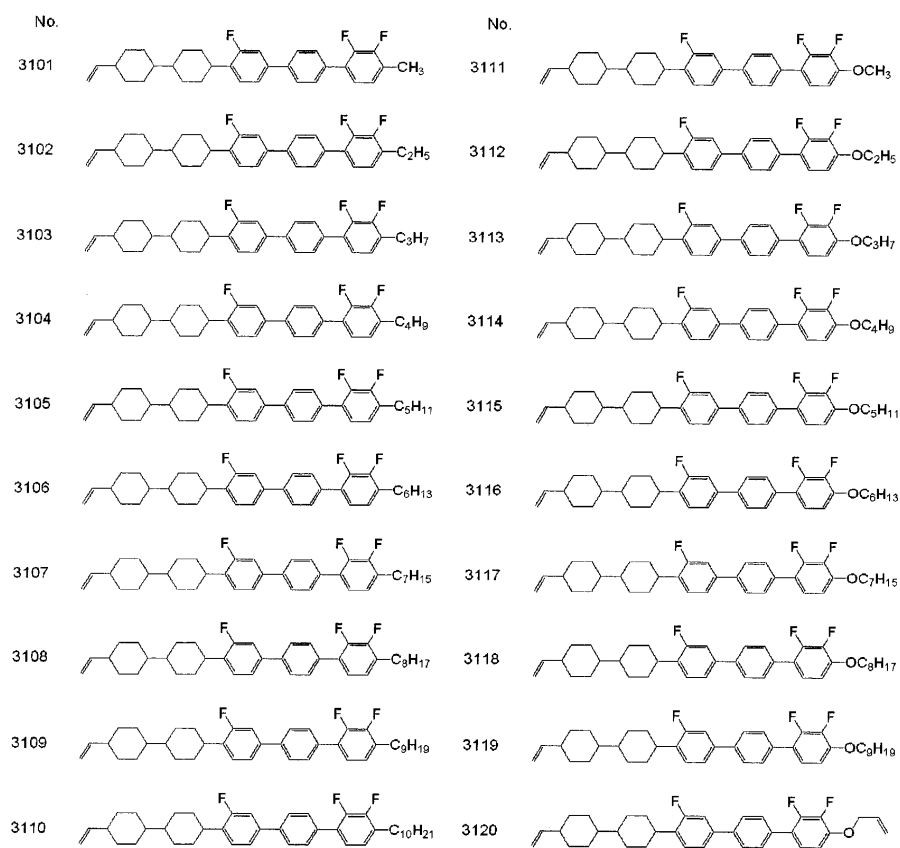 No.
3101 F F F CH3
3102 F F F C2H5
3103 F F F C3H7
3104 F F F C4H9
3105 F F F C5H11
3106 F F F C6H13
3107 F F F C7H15
3108 F F F C8H17
3109 F F F C9H19
3110 F F F C10H21
No.
3111 F F F OCH3
3112 F F F OC2H5
3113 F F F OC3H7
3114 F F F OC4H9
3115 F F F OC5H11
3116 F F F OC6H13
3117 F F F OC7H15
3118 F F F OC8H17
3119 F F F OC9H19
3120 F F F O